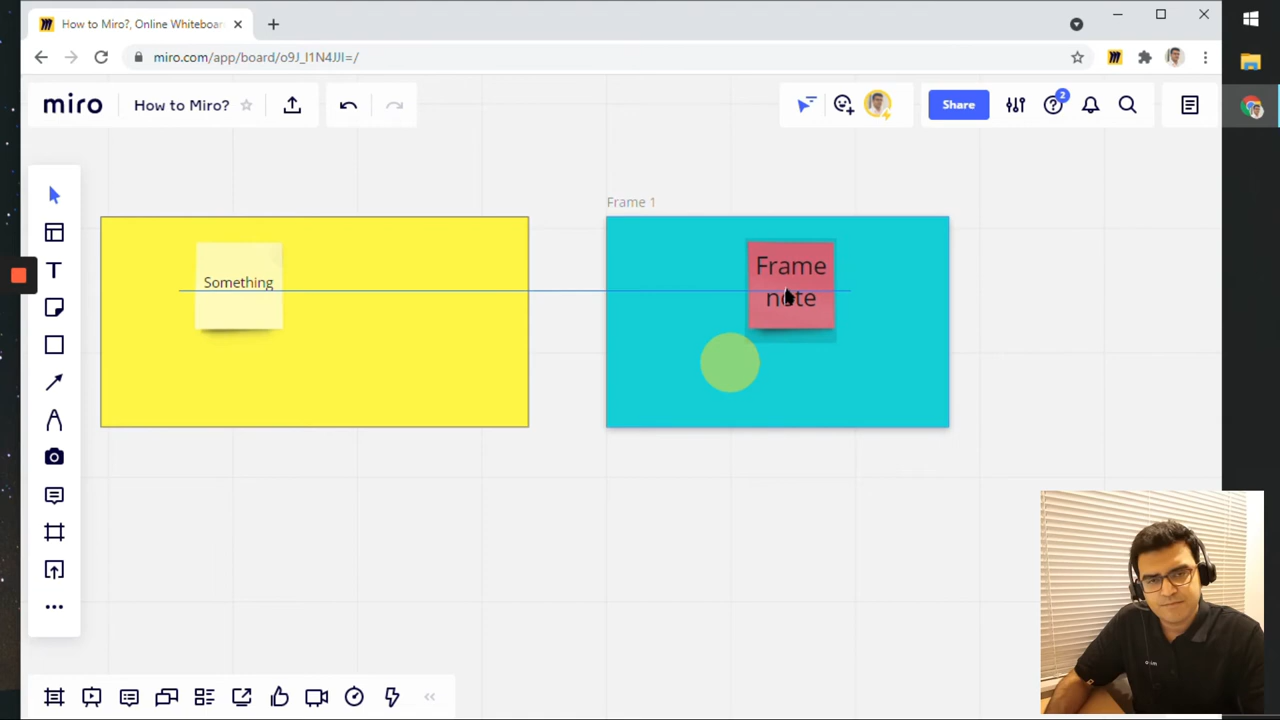 How to Miro?, Online Whiteboar
miro.com/app/board/o9J_l1N4JJI=/
miro
How to Miro?
Share
2
Frame 1
Something
Frame
note